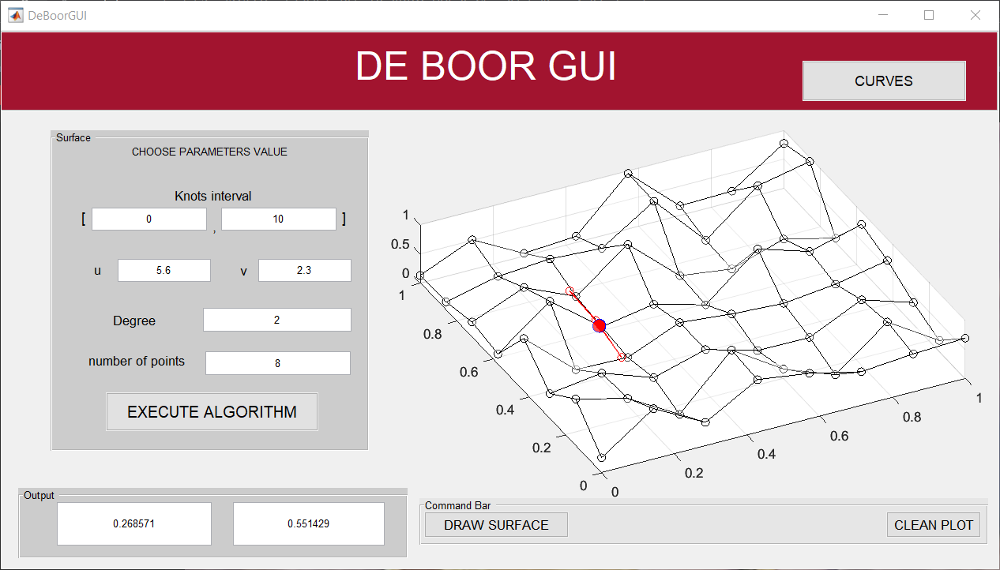 DeBoorGUI
DE BOOR GUI
CURVES
Surface
CHOOSE PARAMETERS VALUE
Knots interval
[ 0 , 10 ]
u 5.6 v 2.3
Degree 2
number of points 8
EXECUTE ALGORITHM
Output
0.268571 0.551429
1
0.5
0
1
0.8
0.6
0.4
0.2
0
0
0.2
0.4
0.6
0.8
1
Command Bar
DRAW SURFACE CLEAN PLOT